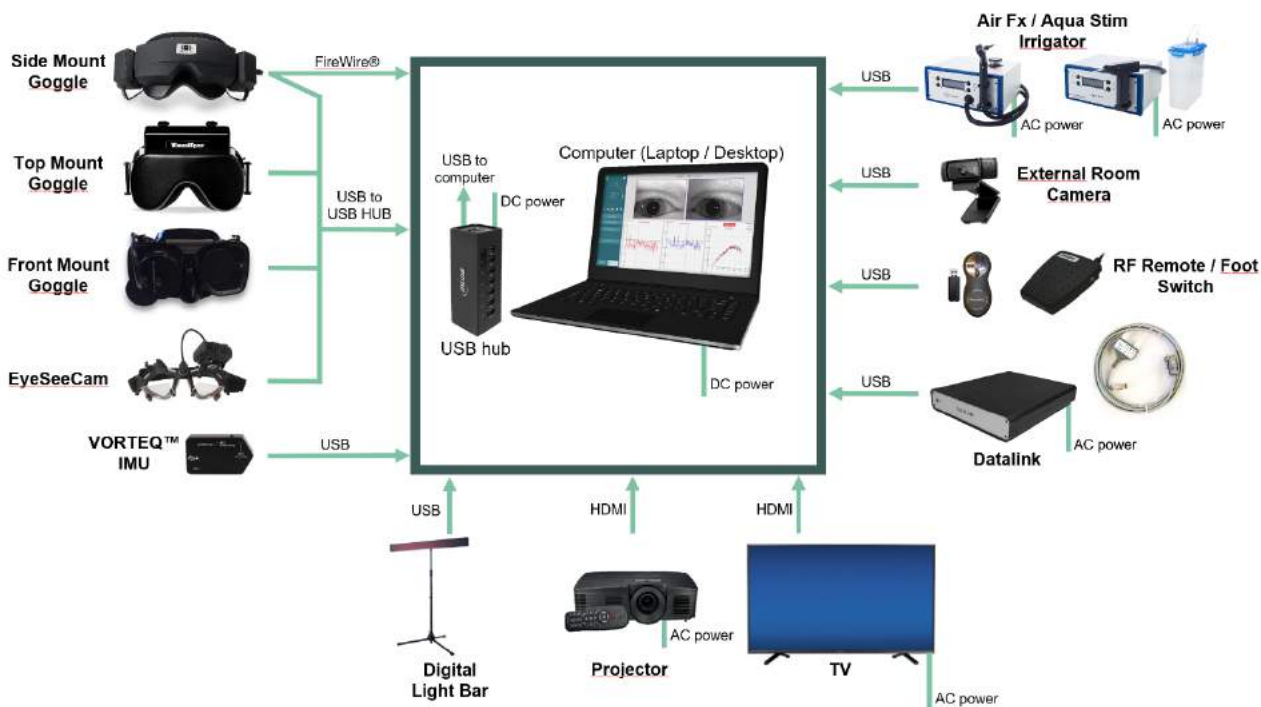 Side Mount
Goggle
FireWire®
Top Mount
Goggle
USB to
USB HUB
Front Mount
Goggle
EyeSeeCam
VORTEQ™
IMU
USB
USB to
computer
DC power
USB hub
Computer (Laptop / Desktop)
DC power
Air Fx / Aqua Stim
Irrigator
USB
AC power
AC power
USB
External Room
Camera
USB
RF Remote / Foot
Switch
USB
Datalink
AC power
USB
Digital
Light Bar
HDMI
Projector
AC power
HDMI
TV
AC power